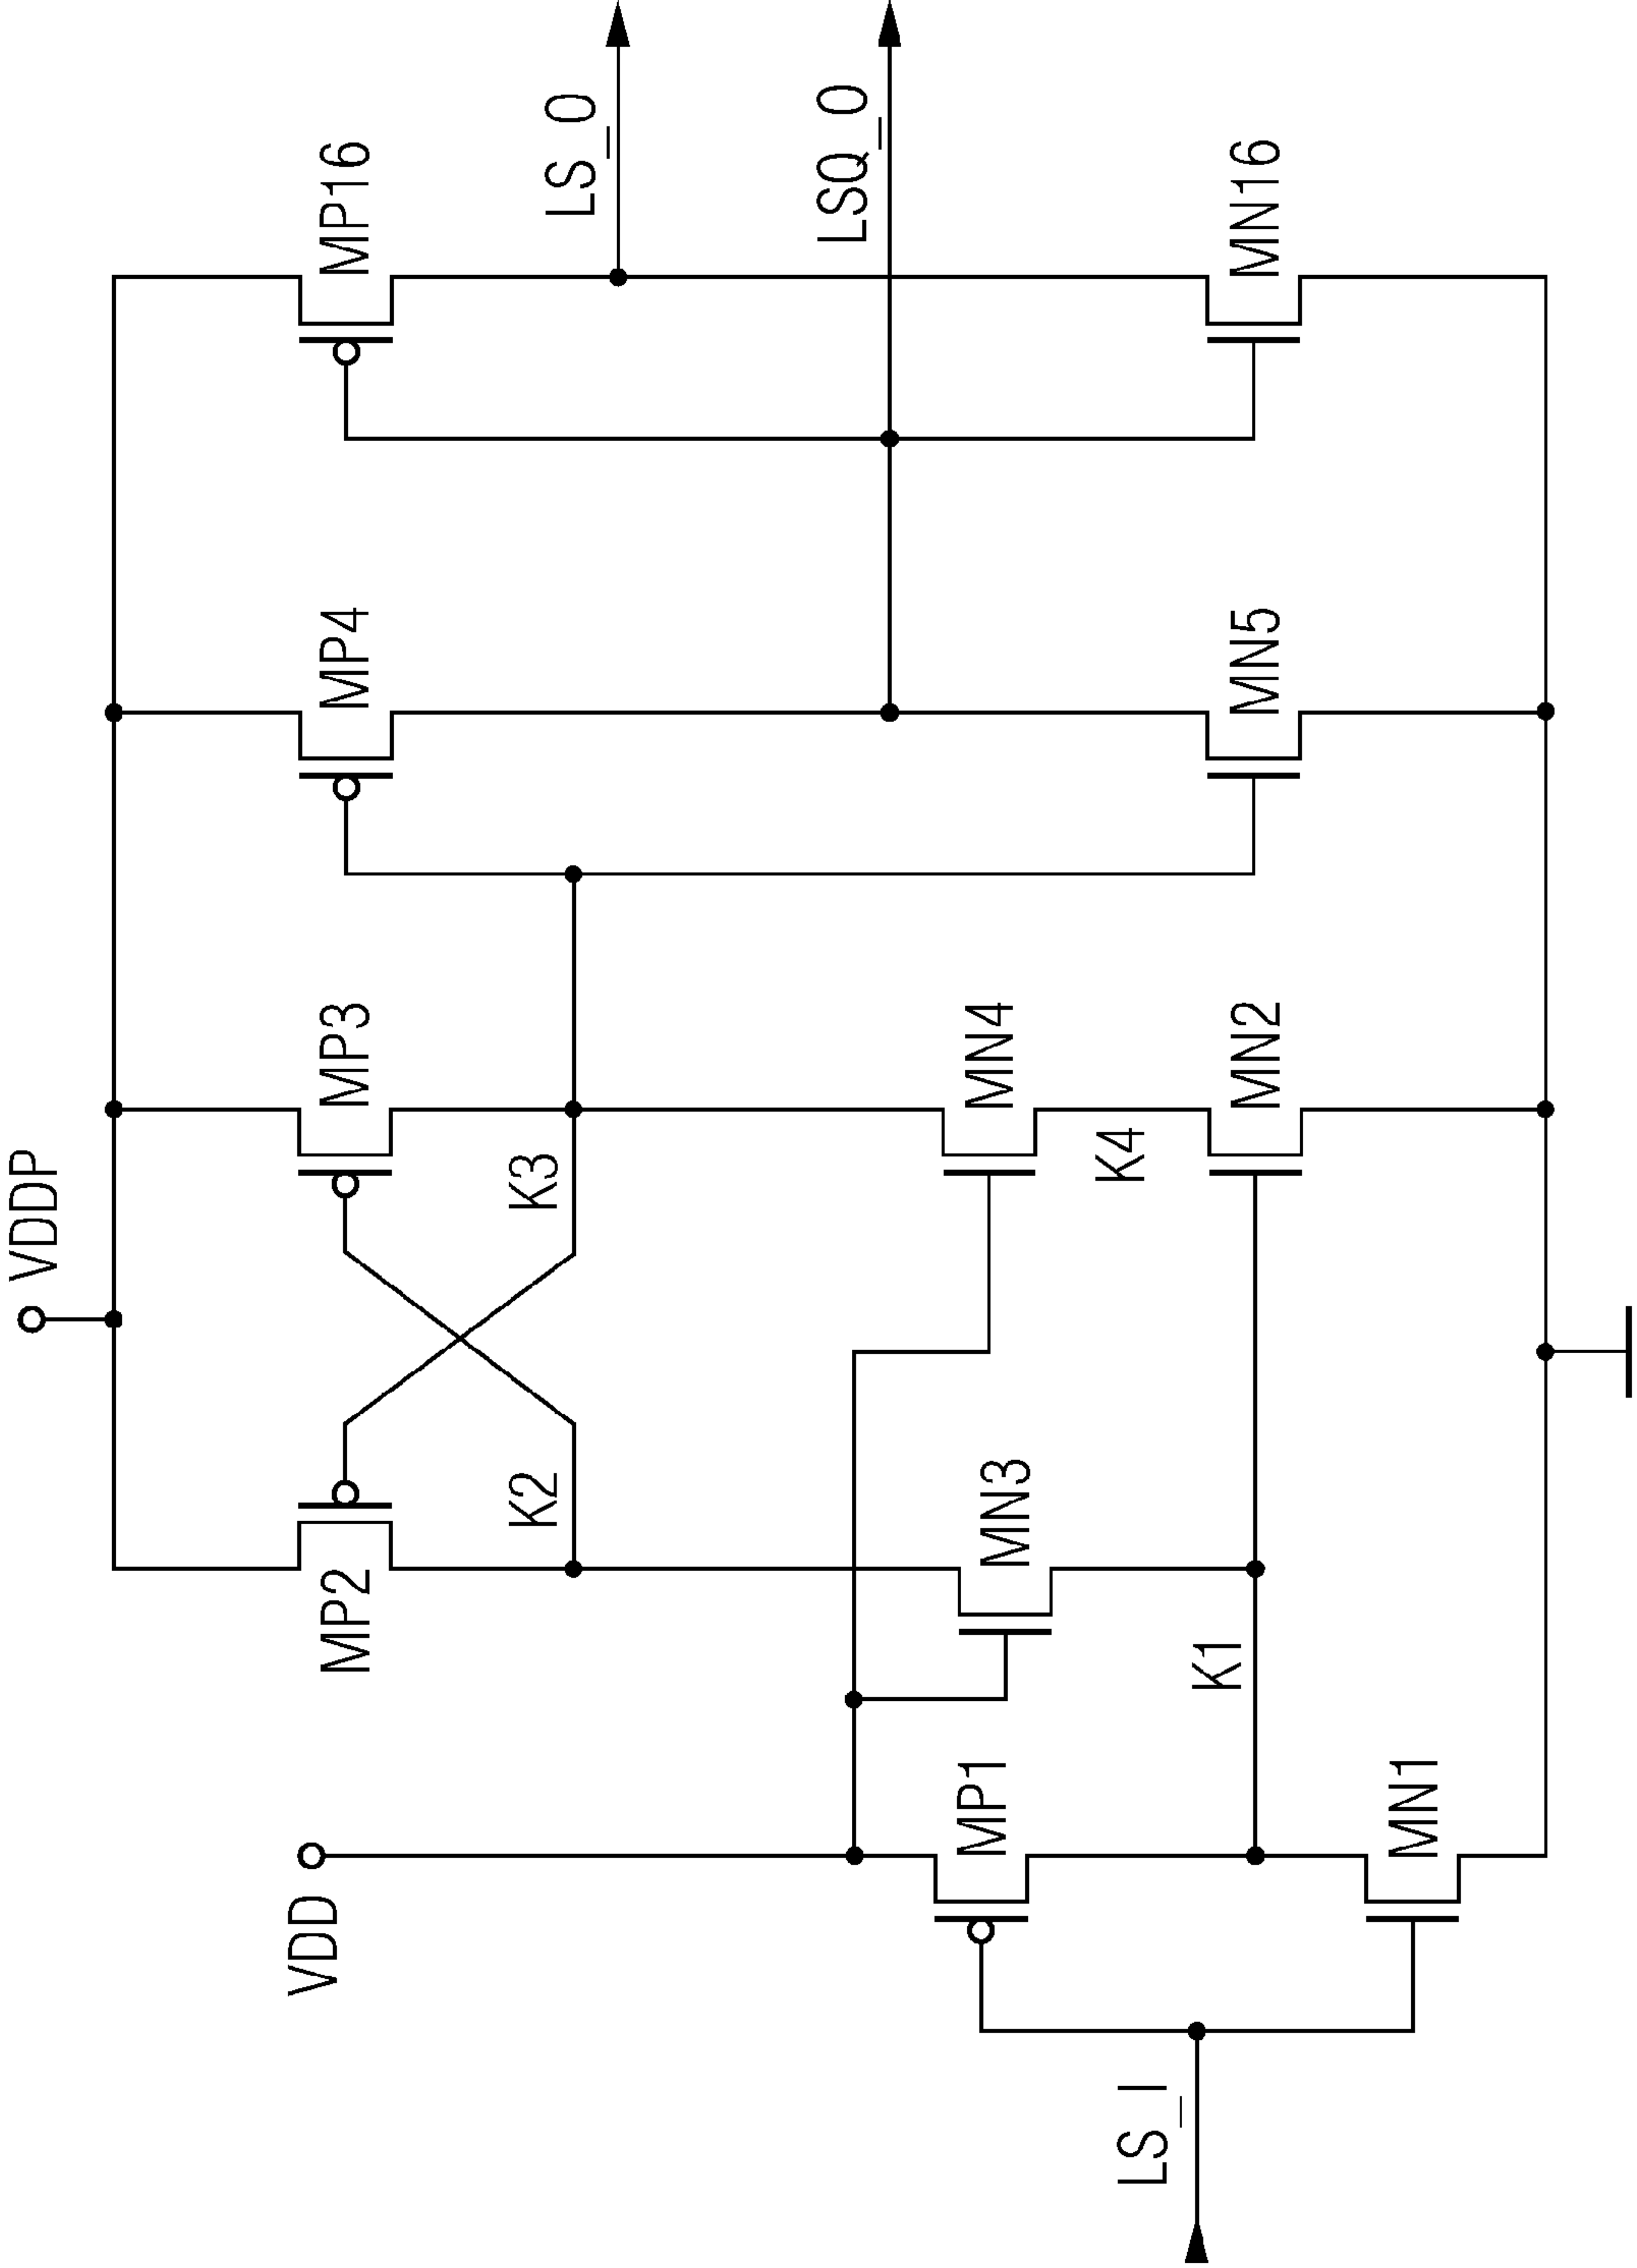 VDDP
VDD
MP2
MP3
MP4
MP16
K2
K3
LS_O
LSQ_O
MP1
MN3
MN4
K4
LS_I
K1
MN2
MN5
MN16
MN1